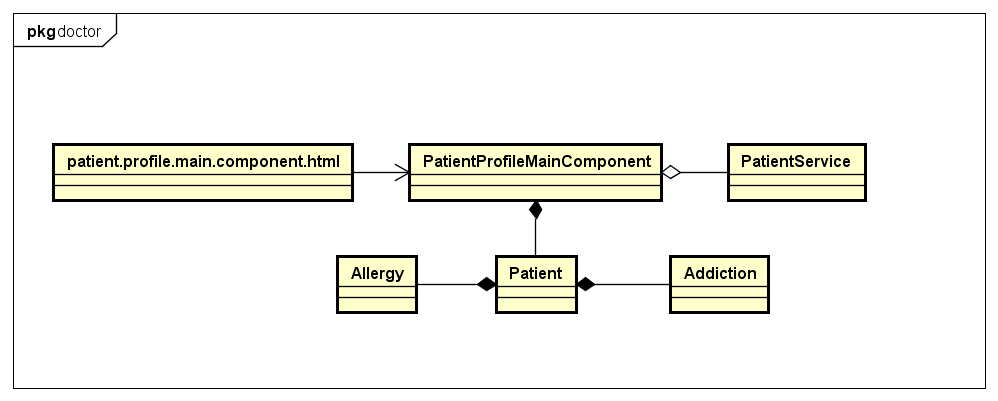 pkg doctor
patient.profile.main.component.html
PatientProfileMainComponent
PatientService
Allergy
Patient
Addiction